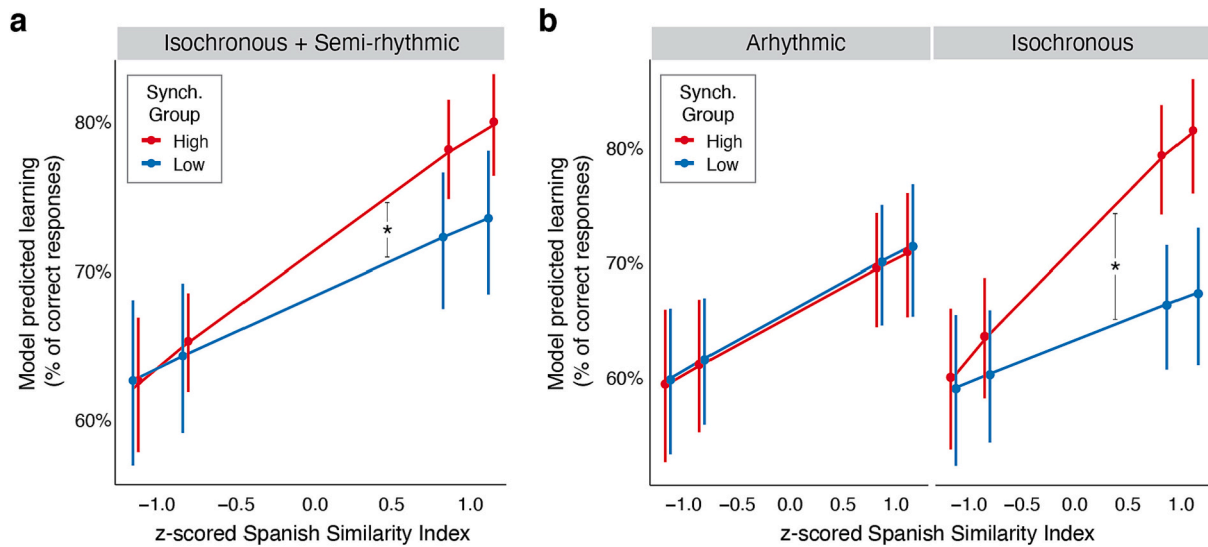 a
Isochronous + Semi-rhythmic
Synch.
Group
High
Low
*
Model predicted learning
(% of correct responses)
80%
70%
60%
−1.0 −0.5 0.0 0.5 1.0
z-scored Spanish Similarity Index
b
Arhythmic Isochronous
Synch.
Group
High
Low
*
Model predicted learning
(% of correct responses)
80%
70%
60%
−1.0 −0.5 0.0 0.5 1.0 −1.0 −0.5 0.0 0.5 1.0
z-scored Spanish Similarity Index